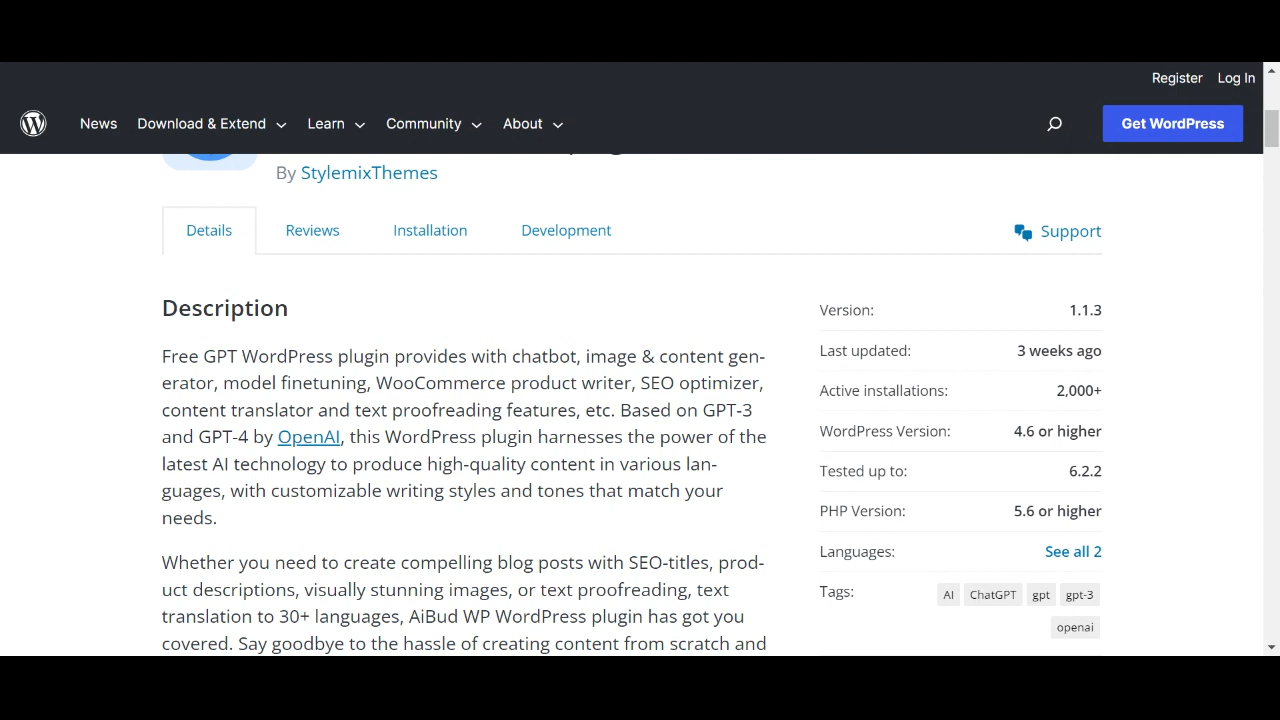 Register Log In
News Download & Extend Learn Community About Get WordPress
By StylemixThemes
Details Reviews Installation Development Support
Description
Free GPT WordPress plugin provides with chatbot, image & content gen-
erator, model finetuning, WooCommerce product writer, SEO optimizer,
content translator and text proofreading features, etc. Based on GPT-3
and GPT-4 by OpenAI, this WordPress plugin harnesses the power of the
latest AI technology to produce high-quality content in various lan-
guages, with customizable writing styles and tones that match your
needs.
Whether you need to create compelling blog posts with SEO-titles, prod-
uct descriptions, visually stunning images, or text proofreading, text
translation to 30+ languages, AiBud WP WordPress plugin has got you
covered. Say goodbye to the hassle of creating content from scratch and
Version: 1.1.3
Last updated: 3 weeks ago
Active installations: 2,000+
WordPress Version: 4.6 or higher
Tested up to: 6.2.2
PHP Version: 5.6 or higher
Languages: See all 2
Tags: AI ChatGPT gpt gpt-3
openai